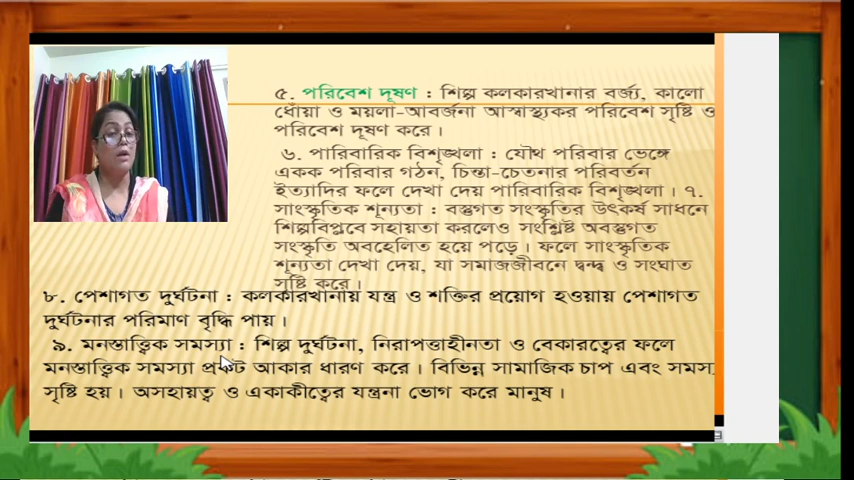 ৫. পরিবেশ দূষণ : শিল্প কলকারখানার বর্জ্য, কালো
ধোঁয়া ও ময়লা-আবর্জনা আস্বাস্থ্যকর পরিবেশ সৃষ্টি ও
পরিবেশ দূষণ করে।
৬. পারিবারিক বিশৃঙ্খলা : যৌথ পরিবার ভেঙ্গে
একক পরিবার গঠন, চিন্তা-চেতনার পরিবর্তন
ইত্যাদির ফলে দেখা দেয় পারিবারিক বিশৃঙ্খলা। ৭.
সাংস্কৃতিক শূন্যতা : বস্তুগত সংস্কৃতির উৎকর্ষ সাধনে
শিল্পবিপ্লবে সহায়তা করলেও সংশ্লিষ্ট অবস্তুগত
সংস্কৃতি অবহেলিত হয়ে পড়ে। ফলে সাংস্কৃতিক
শূন্যতা দেখা দেয়, যা সমাজজীবনে দ্বন্দ্ব ও সংঘাত
সৃষ্টি করে।
৮. পেশাগত দুর্ঘটনা : কলকারখানায় যন্ত্র ও শক্তির প্রয়োগ হওয়ায় পেশাগত
দুর্ঘটনার পরিমাণ বৃদ্ধি পায়।
৯. মনস্তাত্ত্বিক সমস্যা : শিল্প দুর্ঘটনা, নিরাপত্তাহীনতা ও বেকারত্বের ফলে
মনস্তাত্ত্বিক সমস্যা প্রকট আকার ধারণ করে। বিভিন্ন সামাজিক চাপ এবং
সৃষ্টি হয়। অসহায়ত্ব ও একাকীত্বের যন্ত্রনা ভোগ করে মানুষ।